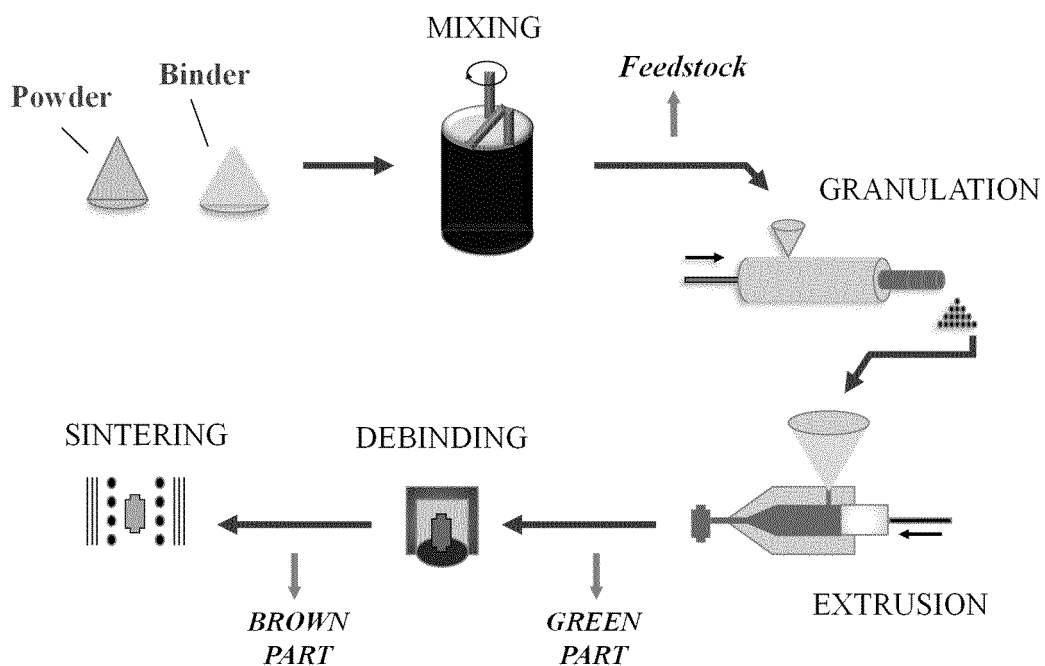 MIXING
Feedstock
Binder
Powder
GRANULATION
SINTERING
DEBINDING
EXTRUSION
BROWN
PART
GREEN
PART